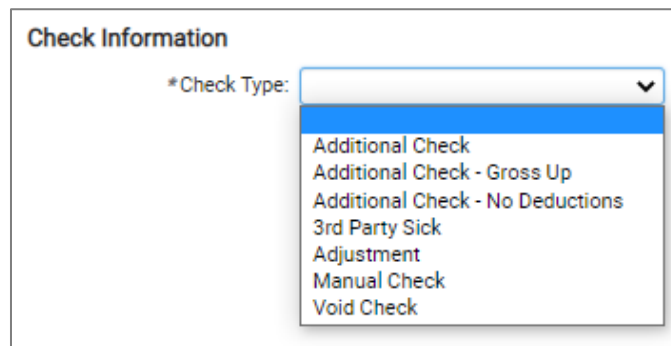 Check Information
*Check Type:
Additional Check
Additional Check - Gross Up
Additional Check - No Deductions
3rd Party Sick
Adjustment
Manual Check
Void Check